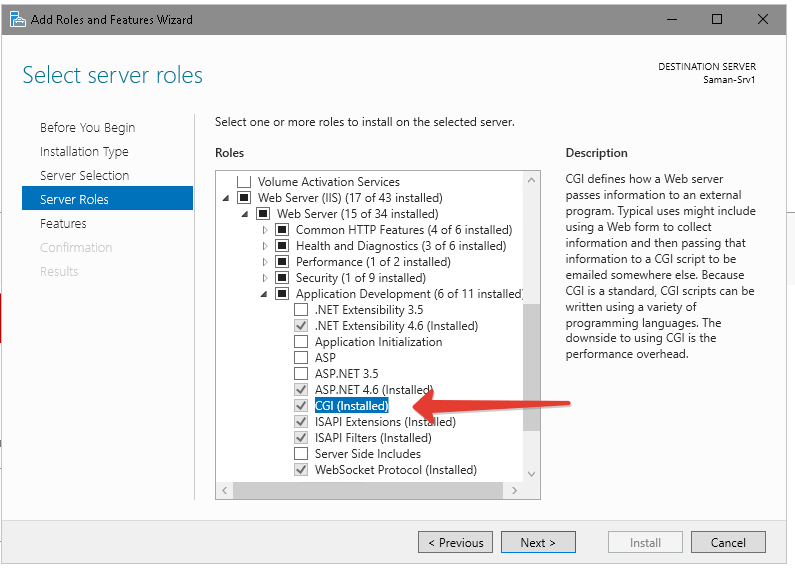 Add Roles and Features Wizard
Select server roles
DESTINATION SERVER
Saman-Srv1
Before You Begin
Installation Type
Server Selection
Server Roles
Features
Confirmation
Results
Select one or more roles to install on the selected server.
Roles
Volume Activation Services
Web Server (IIS) (17 of 43 installed)
Web Server (15 of 34 installed)
Common HTTP Features (4 of 6 installed)
Health and Diagnostics (3 of 6 installed)
Performance (1 of 2 installed)
Security (1 of 9 installed)
Application Development (6 of 11 installed)
.NET Extensibility 3.5
.NET Extensibility 4.6 (Installed)
Application Initialization
ASP
ASP.NET 3.5
ASP.NET 4.6 (Installed)
CGI (Installed)
ISAPI Extensions (Installed)
ISAPI Filters (Installed)
Server Side Includes
WebSocket Protocol (Installed)
Description
CGI defines how a Web server
passes information to an external
program. Typical uses might include
using a Web form to collect
information and then passing that
information to a CGI script to be
emailed somewhere else. Because
CGI is a standard, CGI scripts can be
written using a variety of
programming languages. The
downside to using CGI is the
performance overhead.
< Previous
Next >
Install
Cancel